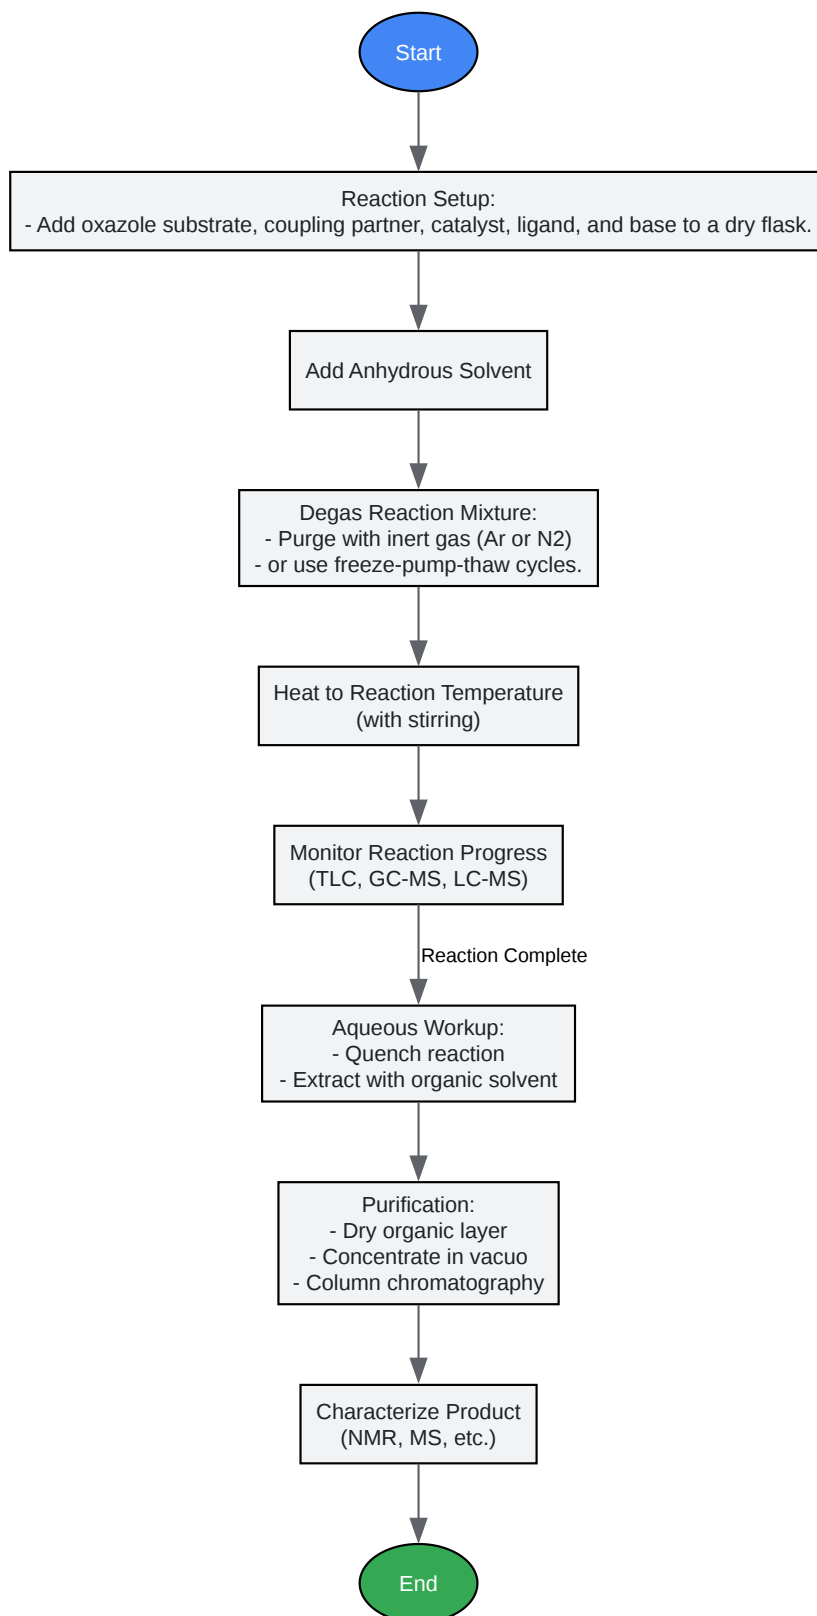 Start
Reaction Setup:
- Add oxazole substrate, coupling partner, catalyst, ligand, and base to a dry flask.
Add Anhydrous Solvent
Degas Reaction Mixture:
- Purge with inert gas (Ar or N2)
- or use freeze-pump-thaw cycles.
Heat to Reaction Temperature
(with stirring)
Monitor Reaction Progress
(TLC, GC-MS, LC-MS)
Reaction Complete
Aqueous Workup:
- Quench reaction
- Extract with organic solvent
Purification:
- Dry organic layer
- Concentrate in vacuo
- Column chromatography
Characterize Product
(NMR, MS, etc.)
End